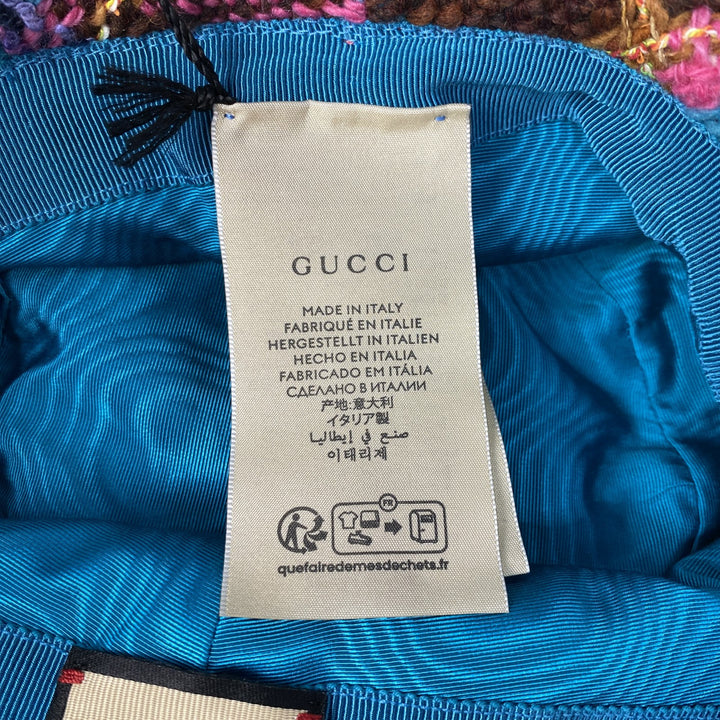 GUCCI
MADE IN ITALY
FABRIQUÉ EN ITALIE
HERGESTELLT IN ITALIEN
HECHO EN ITALIA
FABRICADO EM ITÁLIA
СДЕЛАНО В ИТАЛИИ
产地:意大利
イタリア製
صنع في إيطاليا
이태리제
FR
quefairedemesdechets.fr